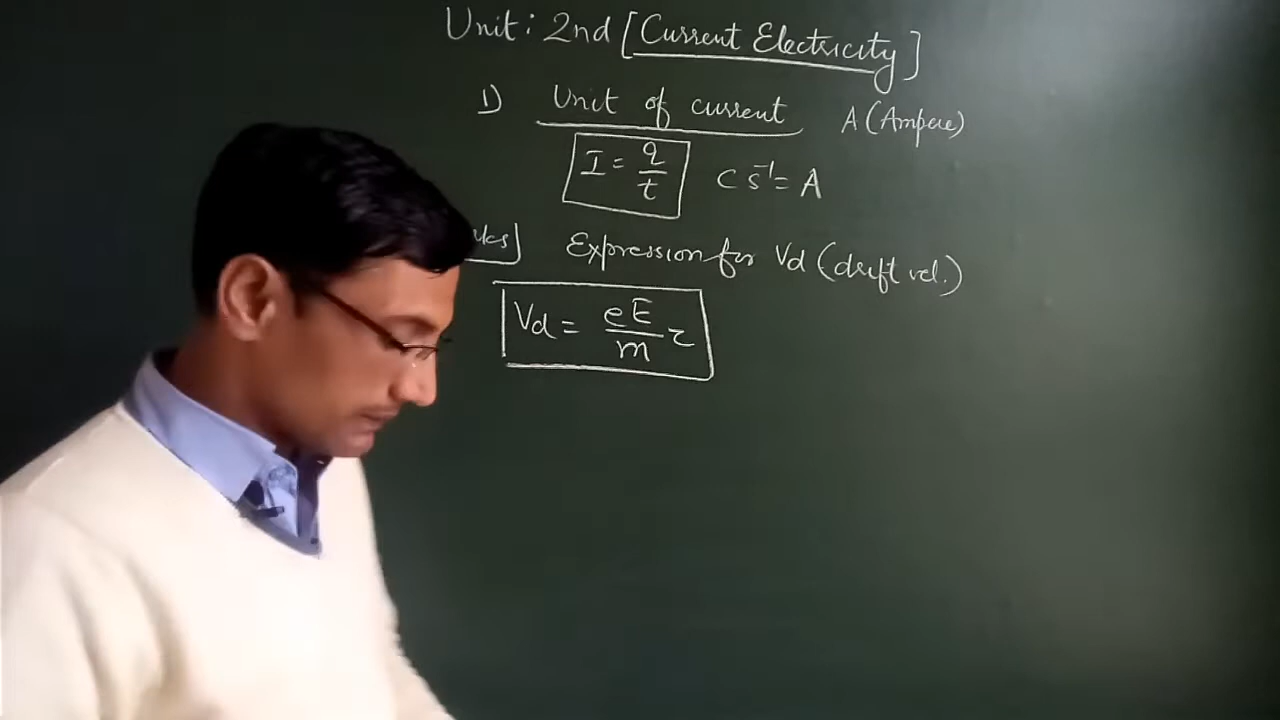 Unit: 2nd [Current Electricity]
1) Unit of current A (Ampere)
I = q/t C s⁻¹ = A
Expression for Vd (drift vel.)
Vd = eE/m τ